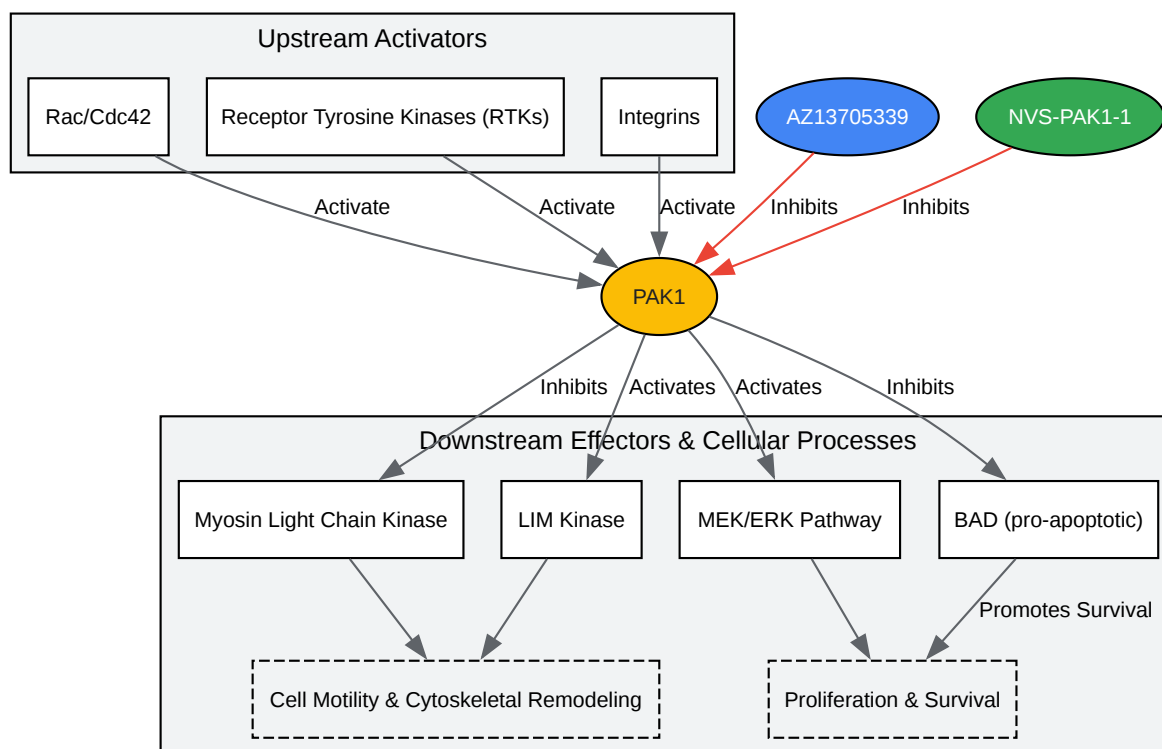 Upstream Activators
Rac/Cdc42
Receptor Tyrosine Kinases (RTKs)
Integrins
AZ13705339
NVS-PAK1-1
Activate
Activate
Activate
Inhibits
Inhibits
PAK1
Inhibits
Activates
Activates
Inhibits
Downstream Effectors & Cellular Processes
Myosin Light Chain Kinase
LIM Kinase
MEK/ERK Pathway
BAD (pro-apoptotic)
Promotes Survival
Cell Motility & Cytoskeletal Remodeling
Proliferation & Survival